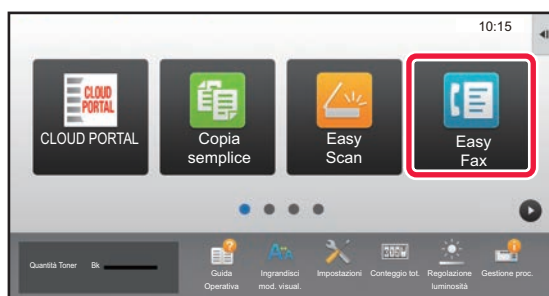 10:15
CLOUD
PORTAL
CLOUD PORTAL
Copia
semplice
Easy
Scan
Easy
Fax
Quantità Toner
Bk
Guida
Operativa
Ingrandisci
mod. visual.
Impostazioni
Conteggio tot.
Regolazione
luminosità
Gestione proc.